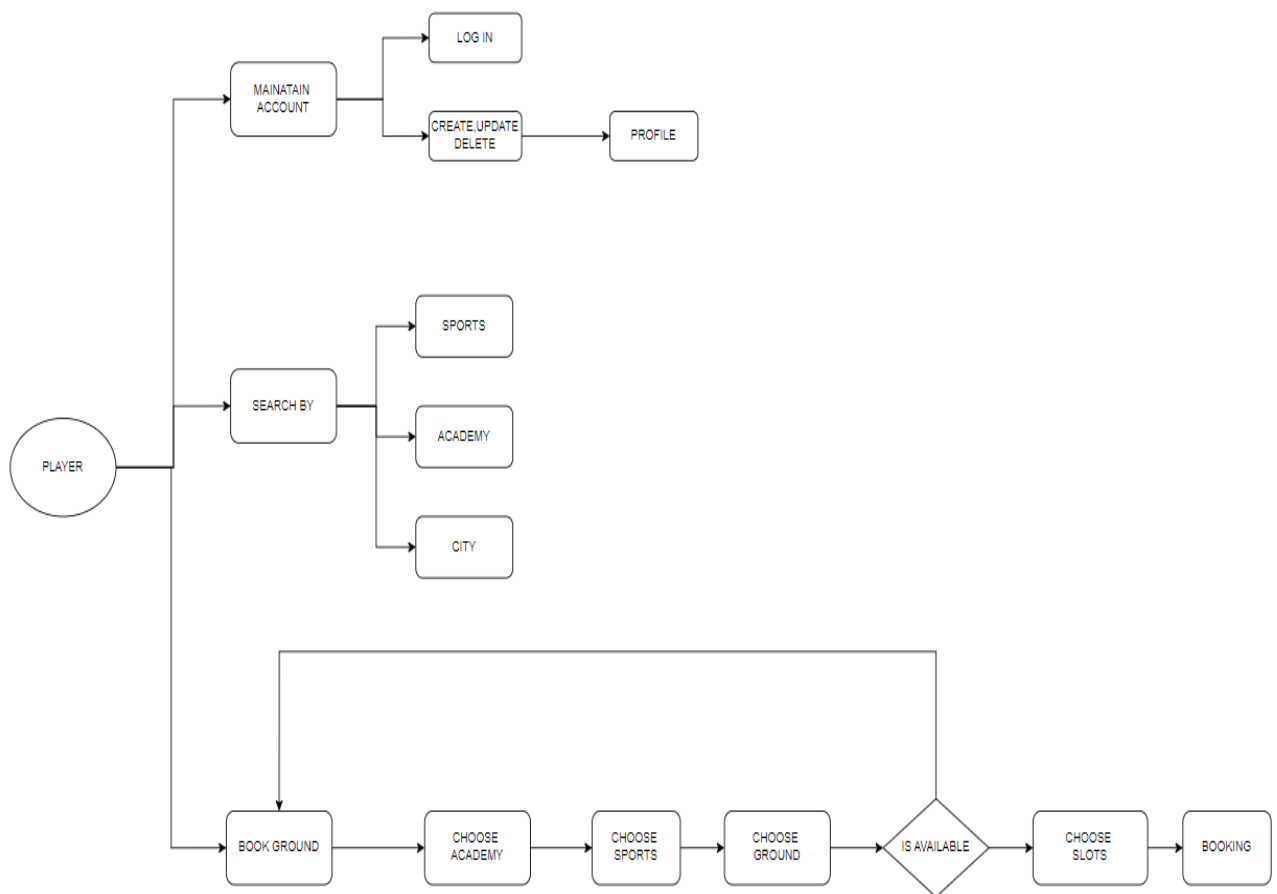 LOG IN
MAINATAIN
ACCOUNT
CREATE,UPDATE
DELETE
PROFILE
SPORTS
SEARCH BY
ACADEMY
PLAYER
CITY
BOOK GROUND
CHOOSE
ACADEMY
CHOOSE
SPORTS
CHOOSE
GROUND
IS AVAILABLE
CHOOSE
SLOTS
BOOKING